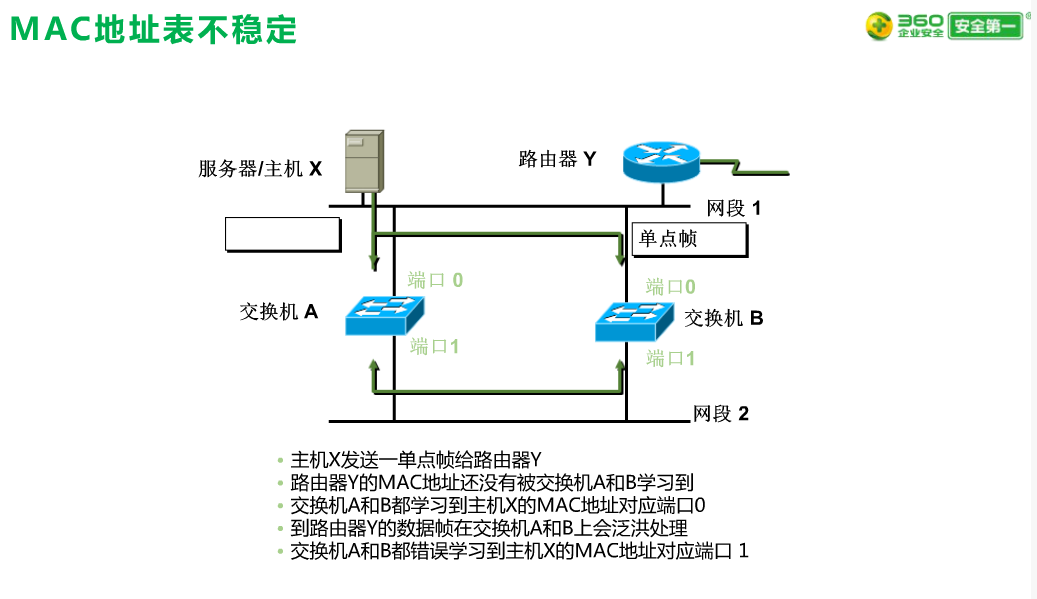 MAC地址表不稳定
360
企业安全
安全第一
服务器/主机 X
路由器 Y
网段 1
单点帧
端口 0
端口0
交换机 A
交换机 B
端口1
端口1
网段 2
• 主机X发送一单点帧给路由器Y
• 路由器Y的MAC地址还没有被交换机A和B学习到
• 交换机A和B都学习到主机X的MAC地址对应端口0
• 到路由器Y的数据帧在交换机A和B上会泛洪处理
• 交换机A和B都错误学习到主机X的MAC地址对应端口 1